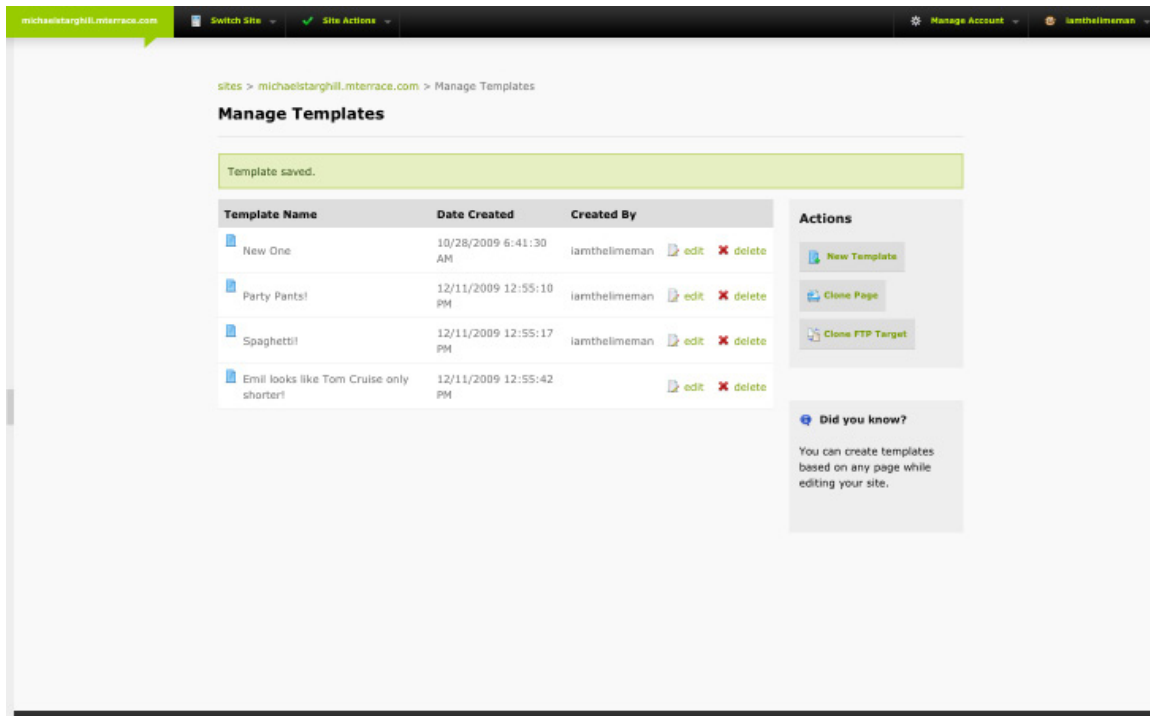 michaelstarghill.mterrace.com Switch Site Site Actions Manage Account iamthelimeman
sites > michaelstarghill.mterrace.com > Manage Templates
Manage Templates
Template saved.
Template Name Date Created Created By
New One 10/28/2009 6:41:30 AM iamthelimeman edit delete
Party Pants! 12/11/2009 12:55:10 PM iamthelimeman edit delete
Spaghetti! 12/11/2009 12:55:17 PM iamthelimeman edit delete
Emil looks like Tom Cruise only shorter! 12/11/2009 12:55:42 PM edit delete
Actions
New Template
Clone Page
Clone FTP Target
Did you know?
You can create templates
based on any page while
editing your site.